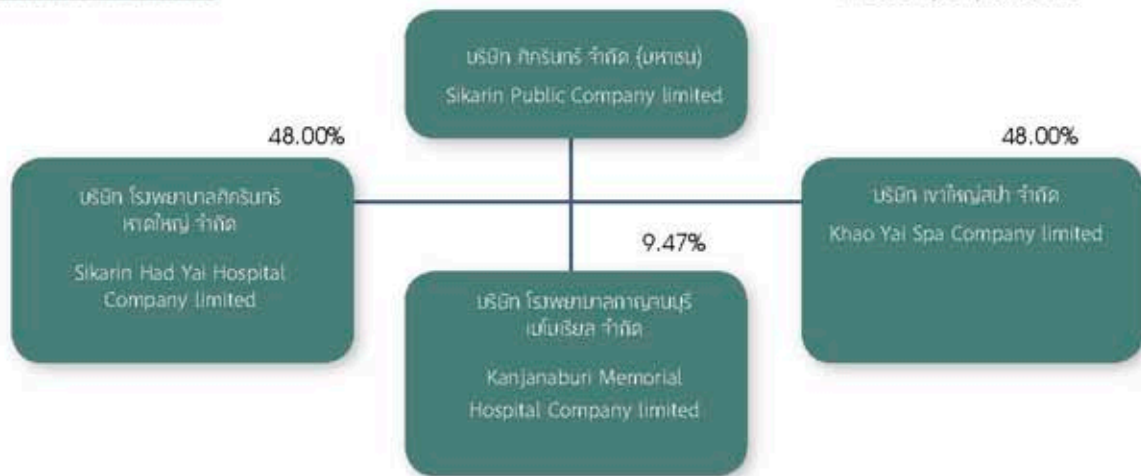 บริษัท ศิครินทร์ จำกัด (มหาชน)
Sikarin Public Company limited
48.00%
48.00%
บริษัท โรงพยาบาลศิครินทร์
หาดใหญ่ จำกัด
Sikarin Had Yai Hospital
Company limited
บริษัท เขาใหญ่สปา จำกัด
Khao Yai Spa Company limited
9.47%
บริษัท โรงพยาบาลกาญจนบุรี
เมโมเรียล จำกัด
Kanjanaburi Memorial
Hospital Company limited